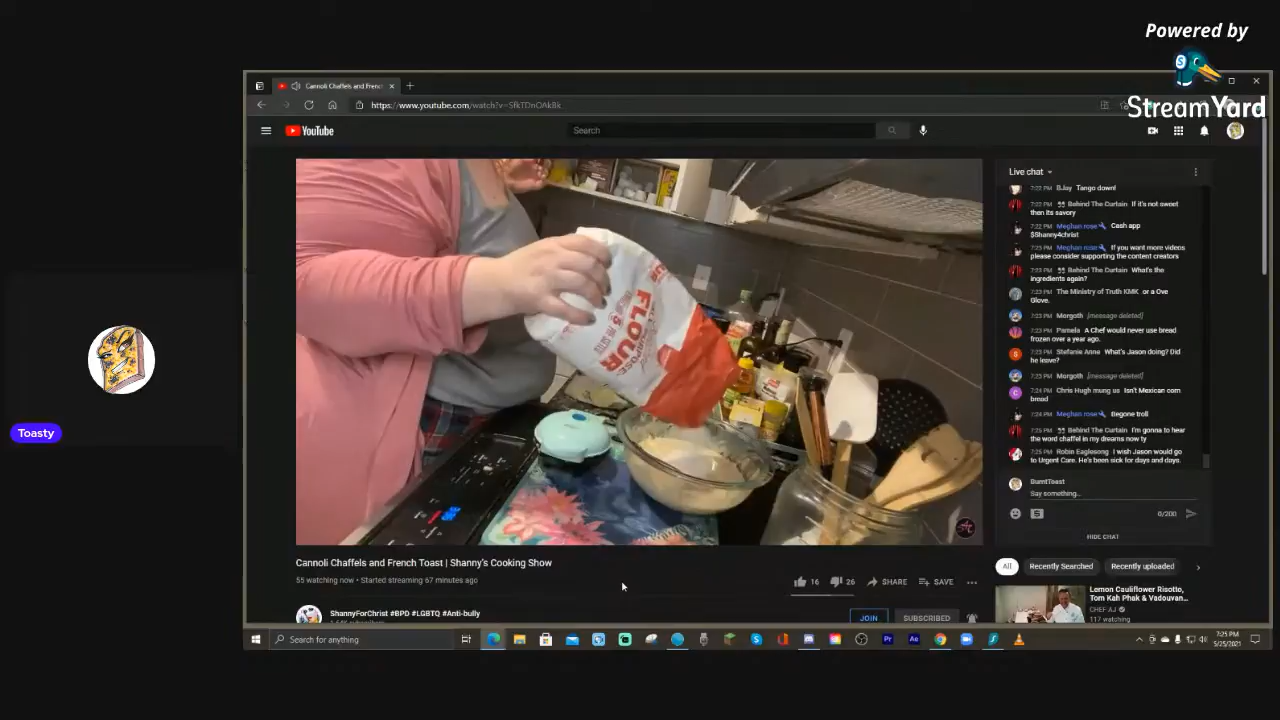 Powered by
StreamYard
Cannoli Chaffels and Frenc
https://www.youtube.com/watch?v=SfkTDnOAkBk
YouTube
Search
Live chat
7:22 PM BJay Tango down!
7:22 PM Behind The Curtain If it's not sweet
then its savory
7:22 PM Meghan rose Cash app
$Shanny4christ
7:23 PM Meghan rose If you want more videos
please consider supporting the content creators
7:23 PM Behind The Curtain What's the
ingredients again?
7:23 PM The Ministry of Truth KMK or a Ove
Glove.
7:23 PM Morgoth [message deleted]
7:23 PM Pamela A Chef would never use bread
frozen over a year ago.
7:23 PM Stefanie Anne What's Jason doing? Did
he leave?
7:23 PM Morgoth [message deleted]
7:24 PM Chris Hugh mung us Isn't Mexican corn
bread
7:24 PM Meghan rose Begone troll
7:25 PM Behind The Curtain I'm gonna to hear
the word chaffel in my dreams now ty
7:25 PM Robin Eaglesong I wish Jason would go
to Urgent Care. He's been sick for days and days.
BurntToast
Say something...
0/200
HIDE CHAT
FLOUR
Toasty
Cannoli Chaffels and French Toast | Shanny's Cooking Show
55 watching now • Started streaming 67 minutes ago
16
26
SHARE
SAVE
All
Recently Searched
Recently uploaded
Lemon Cauliflower Risotto,
Tom Kah Phak & Vadouvan...
CHEF AJ
117 watching
ShannyForChrist #BPD #LGBTQ #Anti-bully
JOIN
SUBSCRIBED
Search for anything
7:25 PM
5/25/2021